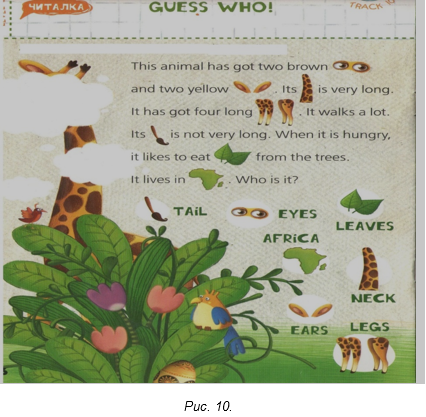 ЧИТАЛКА
GUESS WHO!
TRACK
This animal has got two brown
and two yellow . Its is very long.
It has got four long . It walks a lot.
Its is not very long. When it is hungry,
it likes to eat from the trees.
It lives in . Who is it?
TAIL
EYES
LEAVES
AFRICA
NECK
EARS
LEGS
Рис. 10.